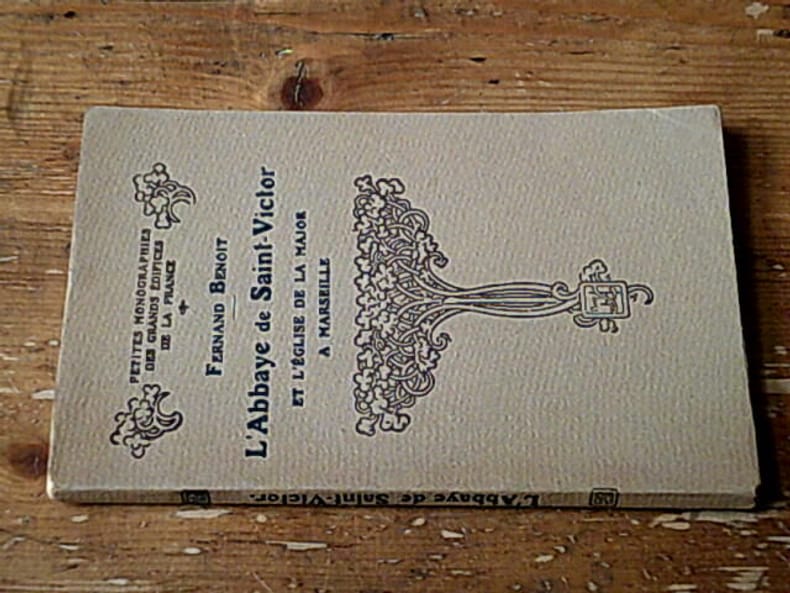 PETITES MONOGRAPHIES
DES GRANDS ÉDIFICES
DE LA FRANCE
FERNAND BENOIT
L'Abbaye de Saint-Victor
ET L'ÉGLISE DE LA MAJOR
A MARSEILLE
L'Abbaye de Saint-Victor.